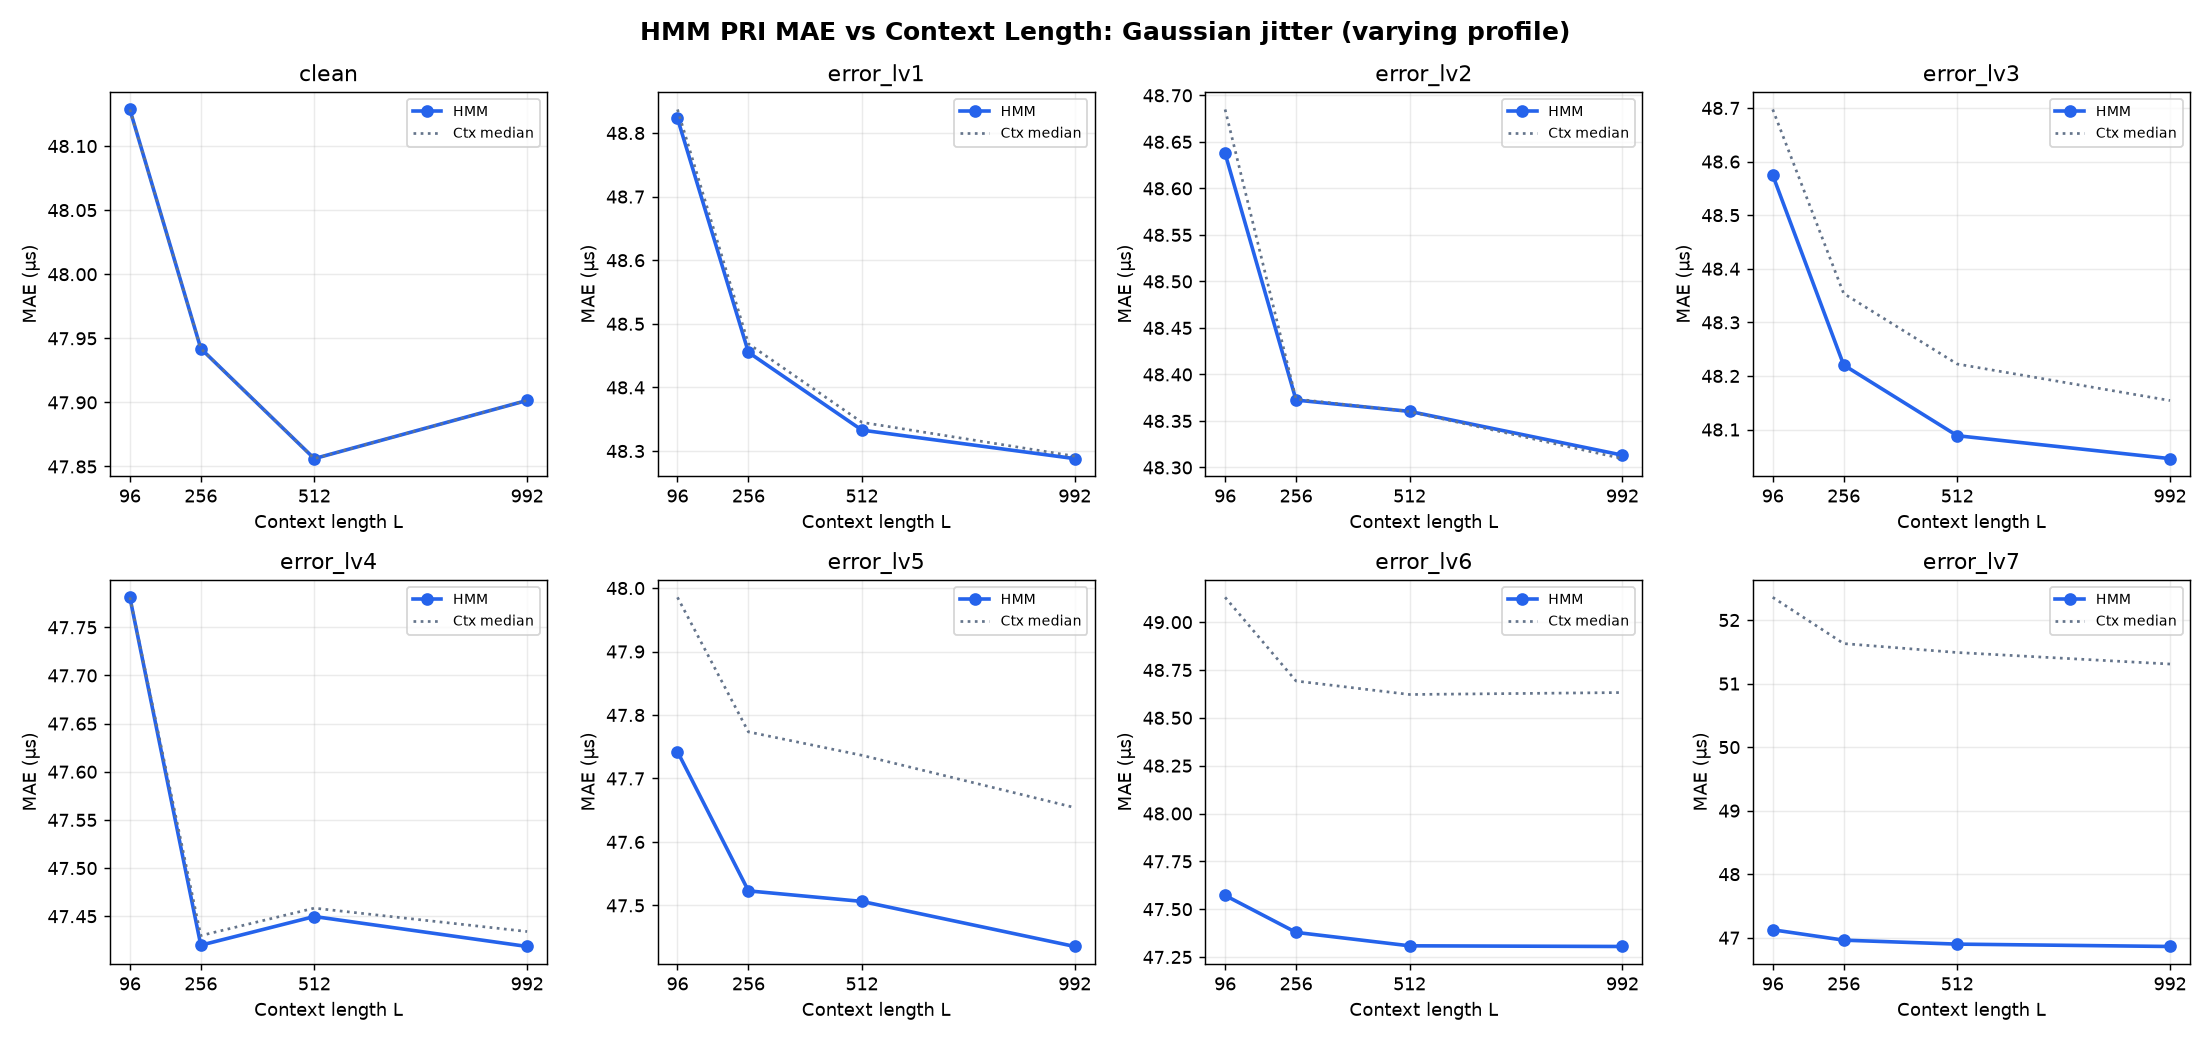 HMM PRI MAE vs Context Length: Gaussian jitter (varying profile)
clean
MAE (µs)
48.10
48.05
48.00
47.95
47.90
47.85
HMM
Ctx median
96 256 512 992
Context length L
error_lv1
MAE (µs)
48.8
48.7
48.6
48.5
48.4
48.3
HMM
Ctx median
96 256 512 992
Context length L
error_lv2
MAE (µs)
48.70
48.65
48.60
48.55
48.50
48.45
48.40
48.35
48.30
HMM
Ctx median
96 256 512 992
Context length L
error_lv3
MAE (µs)
48.7
48.6
48.5
48.4
48.3
48.2
48.1
HMM
Ctx median
96 256 512 992
Context length L
error_lv4
MAE (µs)
47.75
47.70
47.65
47.60
47.55
47.50
47.45
HMM
Ctx median
96 256 512 992
Context length L
error_lv5
MAE (µs)
48.0
47.9
47.8
47.7
47.6
47.5
HMM
Ctx median
96 256 512 992
Context length L
error_lv6
MAE (µs)
49.00
48.75
48.50
48.25
48.00
47.75
47.50
47.25
HMM
Ctx median
96 256 512 992
Context length L
error_lv7
MAE (µs)
52
51
50
49
48
47
HMM
Ctx median
96 256 512 992
Context length L